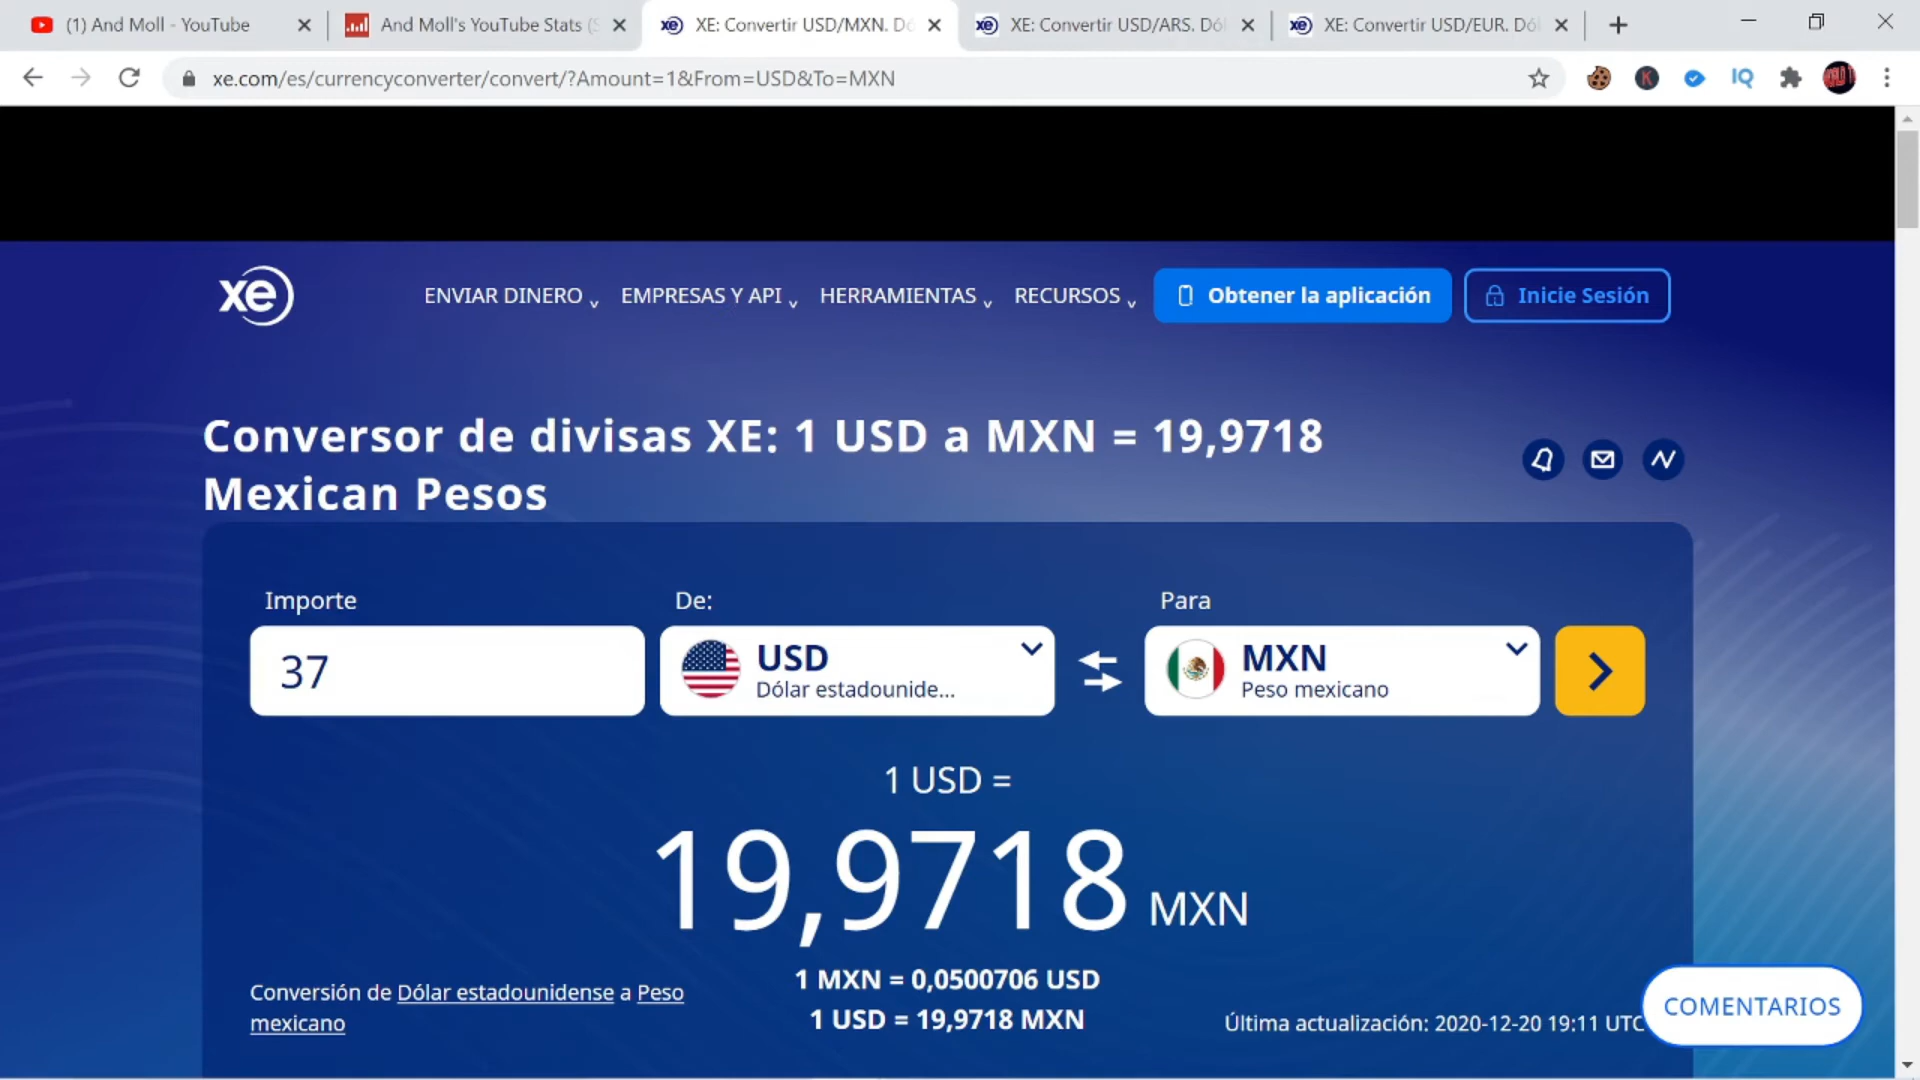 (1) And Moll - YouTube
And Moll's YouTube Stats (S
XE: Convertir USD/MXN. Dó
XE: Convertir USD/ARS. Dól
XE: Convertir USD/EUR. Dól
xe.com/es/currencyconverter/convert/?Amount=1&From=USD&To=MXN
K
IQ
xe
ENVIAR DINERO
EMPRESAS Y API
HERRAMIENTAS
RECURSOS
Obtener la aplicación
Inicie Sesión
Conversor de divisas XE: 1 USD a MXN = 19,9718
Mexican Pesos
Importe
De:
Para
37
USD
Dólar estadounide...
MXN
Peso mexicano
1 USD =
19,9718 MXN
1 MXN = 0,0500706 USD
1 USD = 19,9718 MXN
Conversión de Dólar estadounidense a Peso
mexicano
Última actualización: 2020-12-20 19:11 UTC
COMENTARIOS